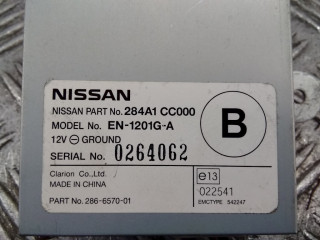 NISSAN
NISSAN PART No. 284A1 CC000
MODEL No. EN-1201G-A
12V ⊖ GROUND
SERIAL No. 0264062
B
Clarion Co.,Ltd.
MADE IN CHINA
PART No. 286-6570-01
e13
022541
EMCTYPE 542247